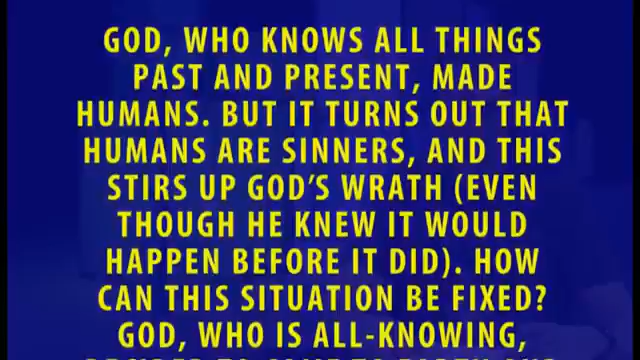 GOD, WHO KNOWS ALL THINGS
PAST AND PRESENT, MADE
HUMANS. BUT IT TURNS OUT THAT
HUMANS ARE SINNERS, AND THIS
STIRS UP GOD'S WRATH (EVEN
THOUGH HE KNEW IT WOULD
HAPPEN BEFORE IT DID). HOW
CAN THIS SITUATION BE FIXED?
GOD, WHO IS ALL-KNOWING,